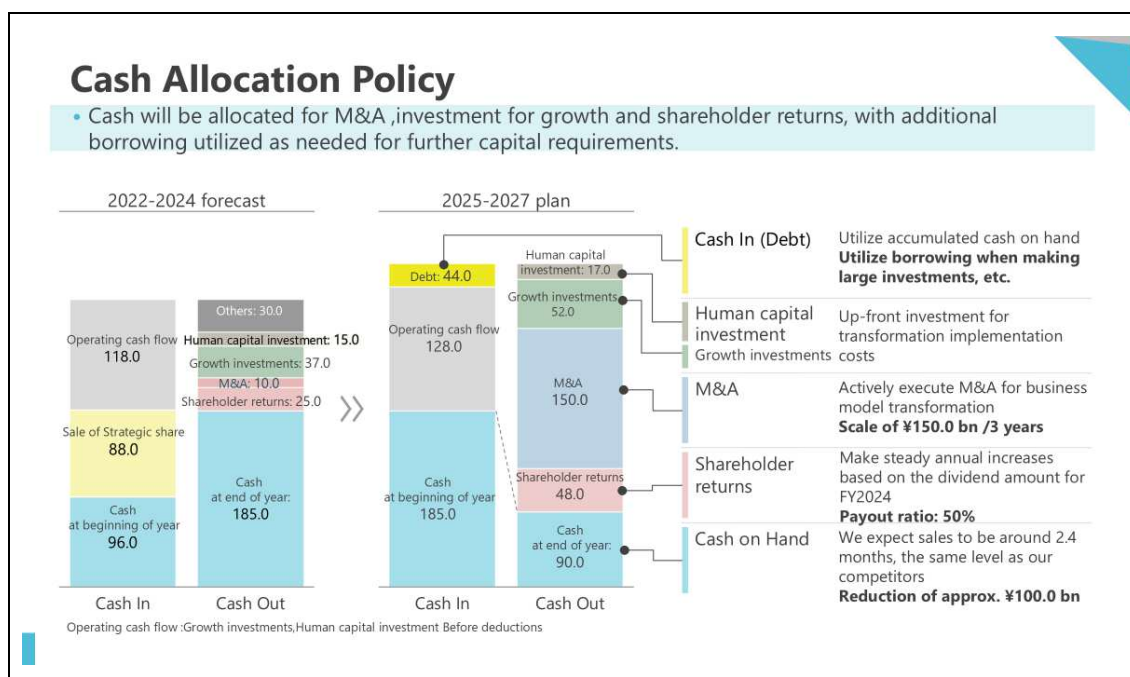 Cash Allocation Policy
• Cash will be allocated for M&A ,investment for growth and shareholder returns, with additional
borrowing utilized as needed for further capital requirements.
2022-2024 forecast
Operating cash flow
118.0
Sale of Strategic share
88.0
Cash
at beginning of year
96.0
Cash In
Others: 30.0
Human capital investment: 15.0
Growth investments: 37.0
M&A: 10.0
Shareholder returns: 25.0
Cash
at end of year:
185.0
Cash Out
2025-2027 plan
Debt: 44.0
Operating cash flow
128.0
Cash
at beginning of year
185.0
Cash In
Human capital
investment: 17.0
Growth investments
52.0
M&A
150.0
Shareholder returns
48.0
Cash
at end of year:
90.0
Cash Out
Cash In (Debt)
Utilize accumulated cash on hand
Utilize borrowing when making
large investments, etc.
Human capital
investment
Growth investments
Up-front investment for
transformation implementation
costs
M&A
Actively execute M&A for business
model transformation
Scale of ¥150.0 bn /3 years
Shareholder
returns
Make steady annual increases
based on the dividend amount for
FY2024
Payout ratio: 50%
Cash on Hand
We expect sales to be around 2.4
months, the same level as our
competitors
Reduction of approx. ¥100.0 bn
Operating cash flow :Growth investments,Human capital investment Before deductions